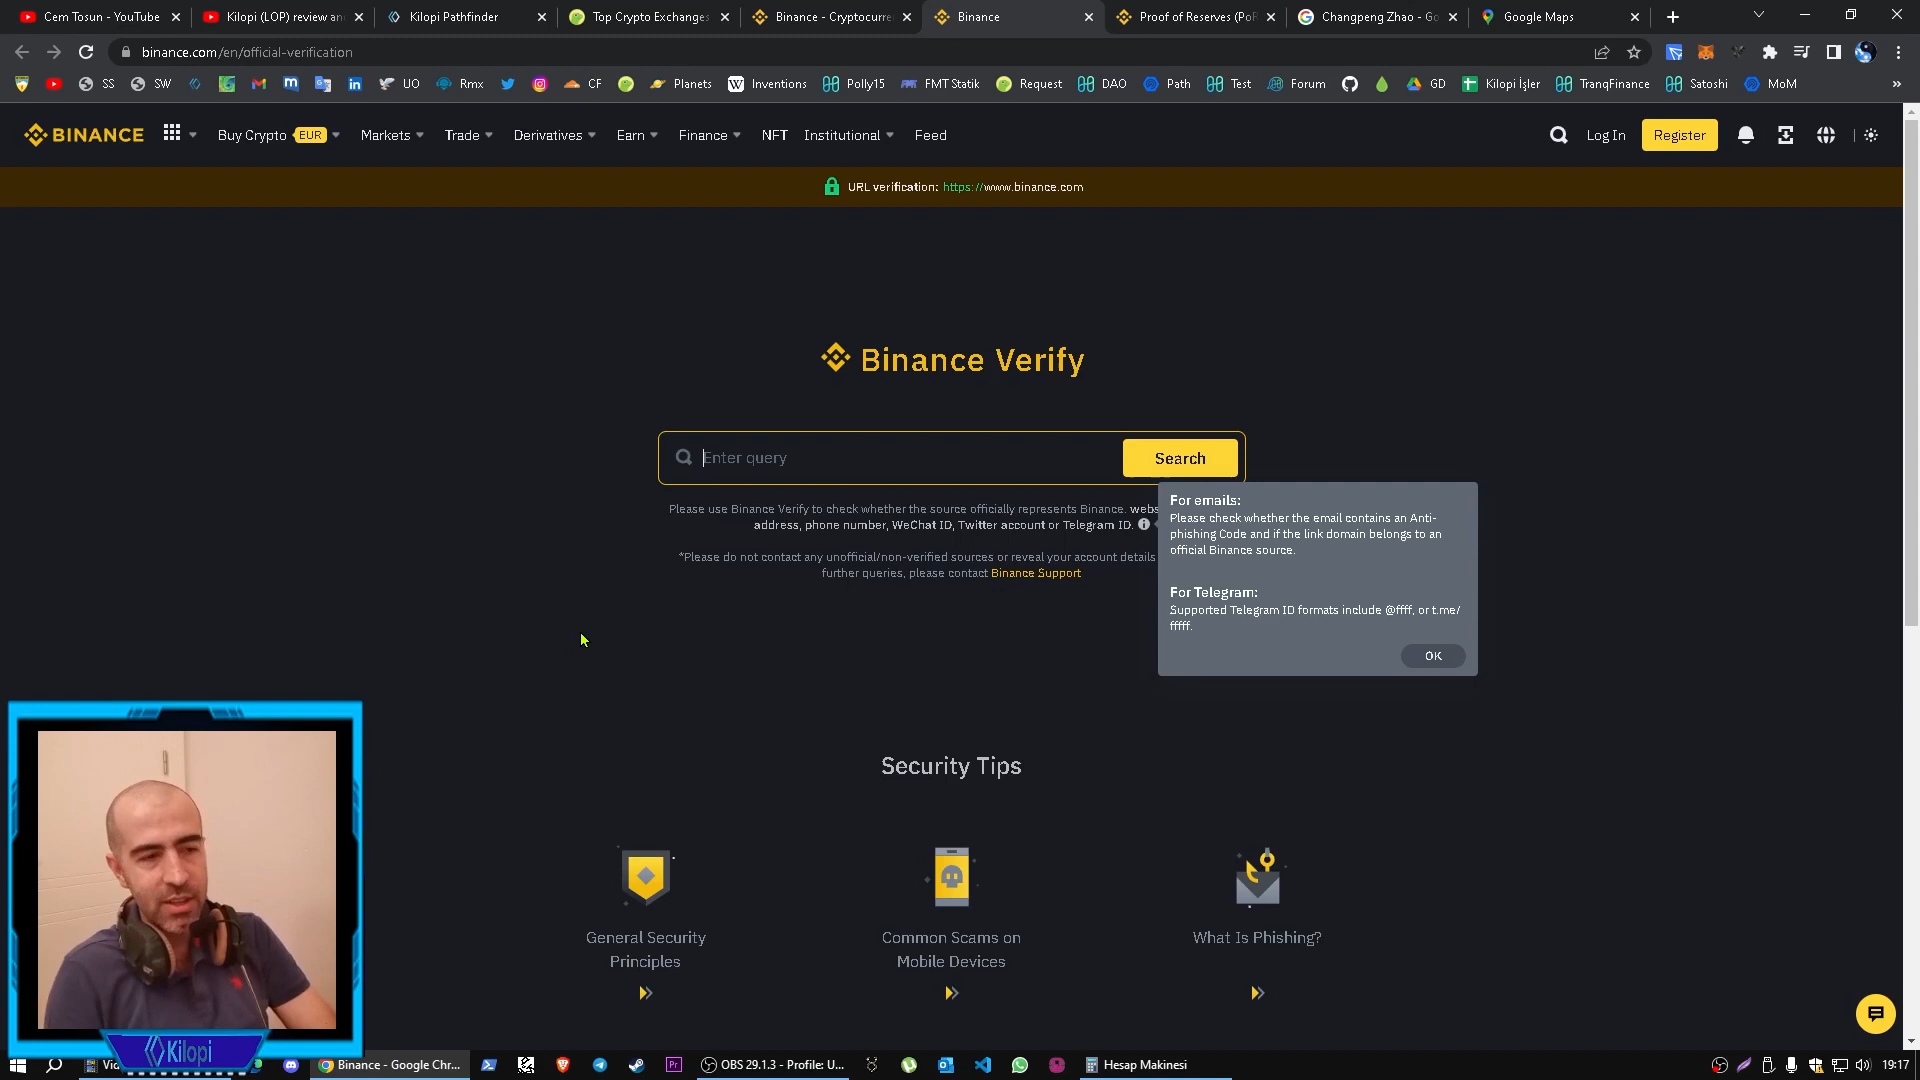 Cem Tosun - YouTube
Kilopi (LOP) review an
Kilopi Pathfinder
Top Crypto Exchanges
Binance - Cryptocurre
Binance
Proof of Reserves (PoR
Changpeng Zhao - Go
Google Maps
binance.com/en/official-verification
SS
SW
UO
Rmx
CF
Planets
Inventions
Polly15
FMT Statik
Request
DAO
Path
Test
Forum
GD
Kilopi İşler
TranqFinance
Satoshi
MoM
BINANCE
Buy Crypto EUR
Markets
Trade
Derivatives
Earn
Finance
NFT
Institutional
Feed
Log In
Register
URL verification: https://www.binance.com
Binance Verify
Enter query
Search
Please use Binance Verify to check whether the source officially represents Binance. webs
address, phone number, WeChat ID, Twitter account or Telegram ID.
*Please do not contact any unofficial/non-verified sources or reveal your account details
further queries, please contact Binance Support
For emails:
Please check whether the email contains an Anti-
phishing Code and if the link domain belongs to an
official Binance source.
For Telegram:
Supported Telegram ID formats include @ffff, or t.me/
fffff.
OK
Security Tips
General Security
Principles
Common Scams on
Mobile Devices
What Is Phishing?
Kilopi
Binance - Google Chr...
OBS 29.1.3 - Profile: U...
Hesap Makinesi
19:17